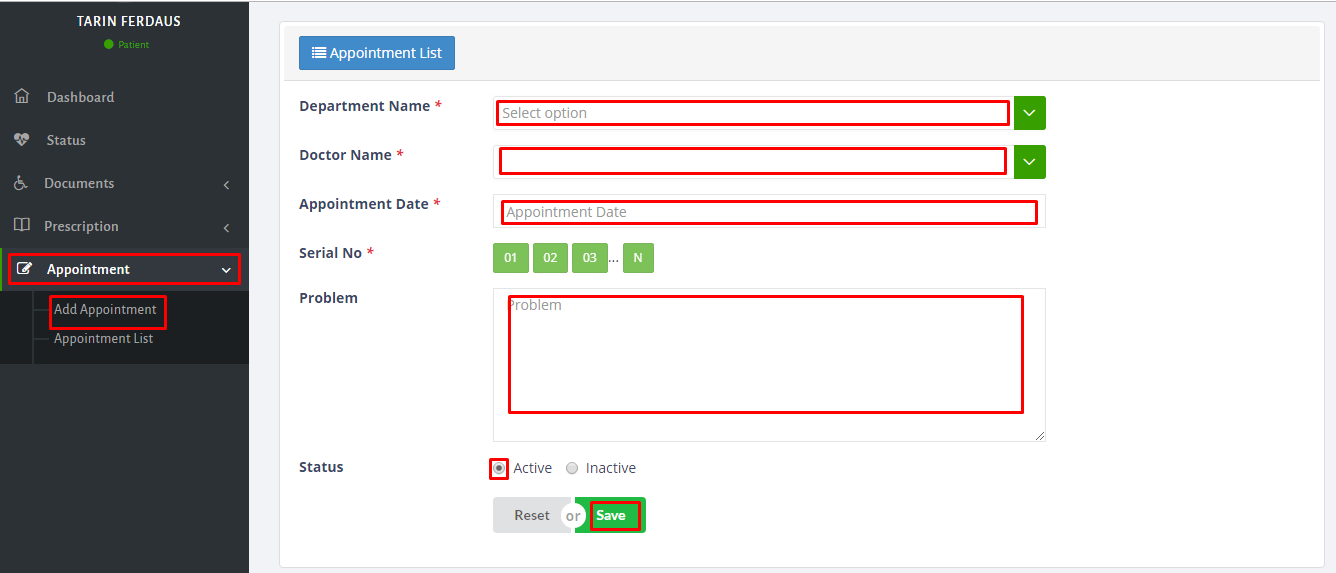 TARIN FERDAUS
Patient
Dashboard
Status
Documents
Prescription
Appointment
Add Appointment
Appointment List
Appointment List
Department Name *
Select option
Doctor Name *
Appointment Date *
Appointment Date
Serial No *
01 02 03 ... N
Problem
Problem
Status
Active Inactive
Reset or Save